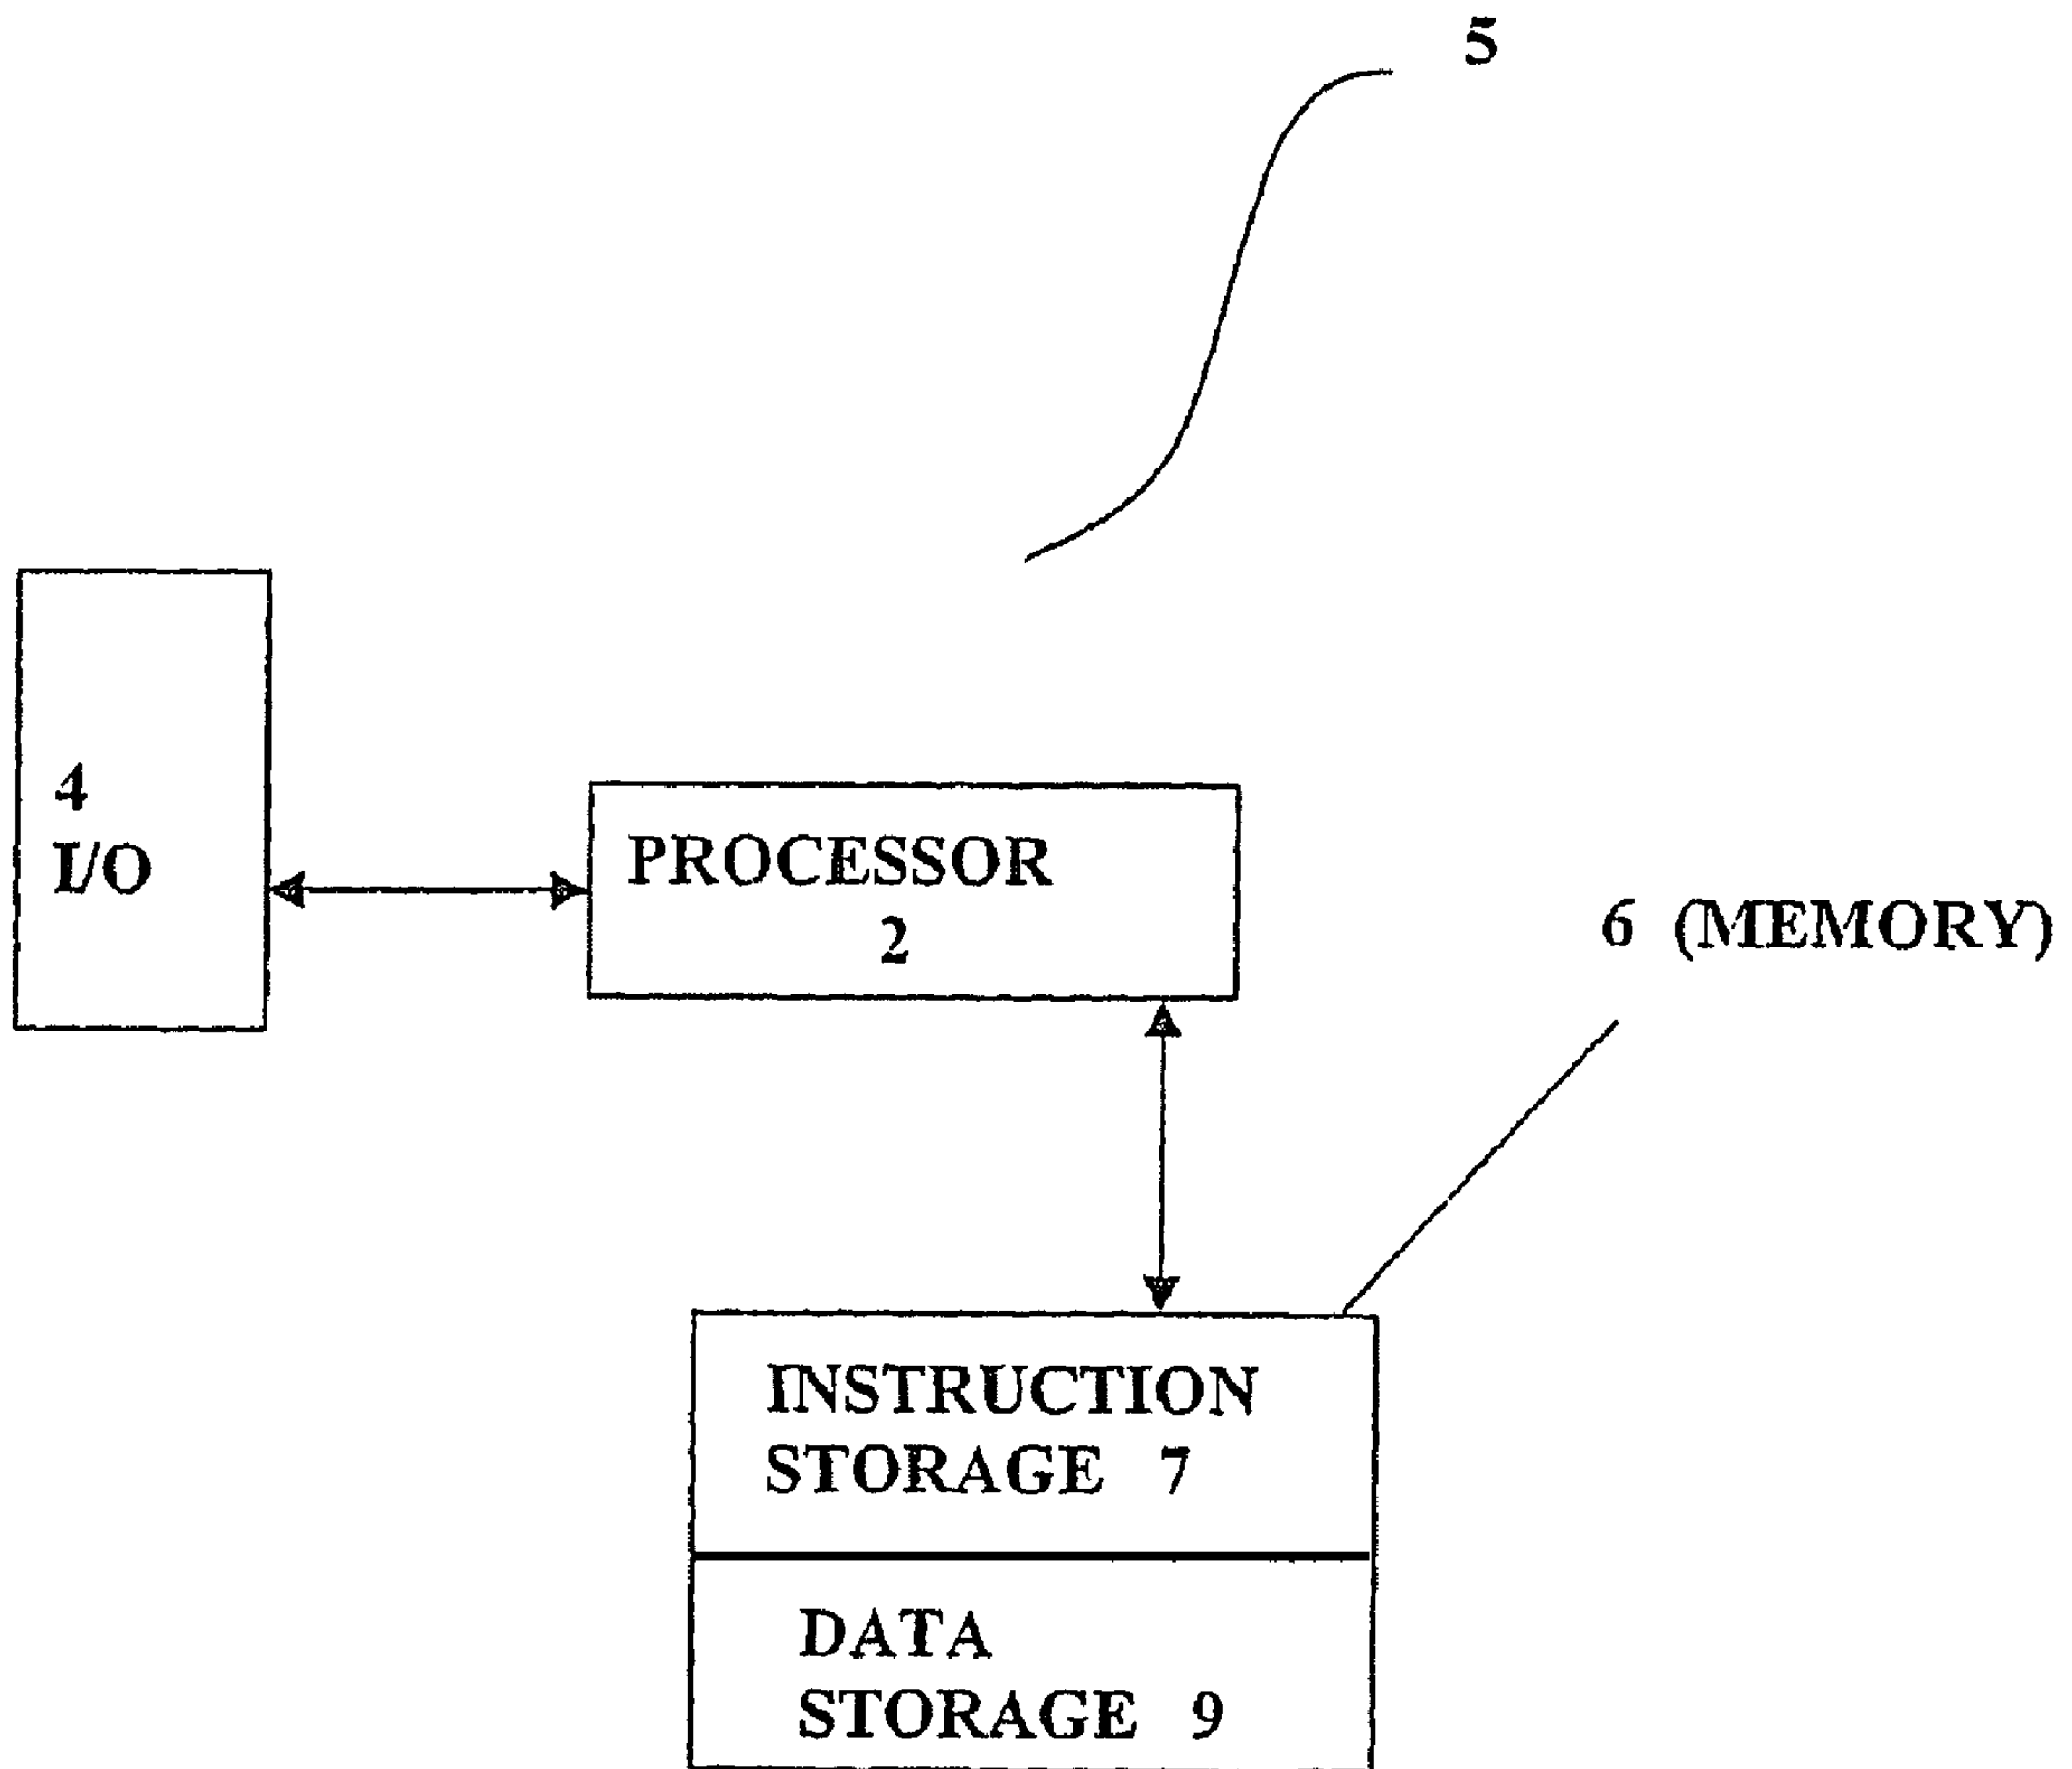 5
4
I/O
PROCESSOR
2
6 (MEMORY)
INSTRUCTION
STORAGE 7
DATA
STORAGE 9